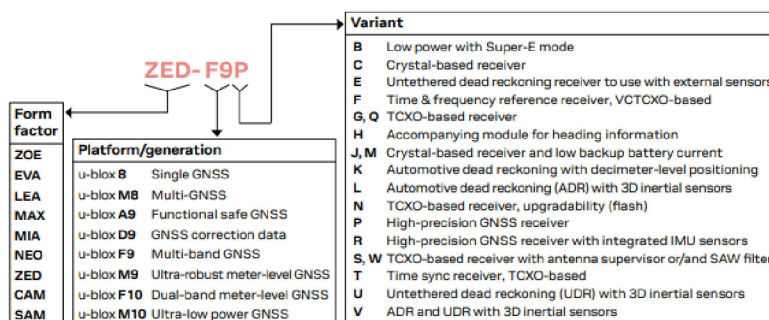 ZED-F9P
Form
factor
ZOE
EVA
LEA
MAX
MIA
NEO
ZED
CAM
SAM
Platform/generation
u-blox 8 Single GNSS
u-blox M8 Multi-GNSS
u-blox A9 Functional safe GNSS
u-blox D9 GNSS correction data
u-blox F9 Multi-band GNSS
u-blox M9 Ultra-robust meter-level GNSS
u-blox F10 Dual-band meter-level GNSS
u-blox M10 Ultra-low power GNSS
Variant
B Low power with Super-E mode
C Crystal-based receiver
E Untethered dead reckoning receiver to use with external sensors
F Time & frequency reference receiver, VCTCXO-based
G, Q TCXO-based receiver
H Accompanying module for heading information
J, M Crystal-based receiver and low backup battery current
K Automotive dead reckoning with decimeter-level positioning
L Automotive dead reckoning (ADR) with 3D inertial sensors
N TCXO-based receiver, upgradability (flash)
P High-precision GNSS receiver
R High-precision GNSS receiver with integrated IMU sensors
S, W TCXO-based receiver with antenna supervisor or/and SAW filter
T Time sync receiver, TCXO-based
U Untethered dead reckoning (UDR) with 3D inertial sensors
V ADR and UDR with 3D inertial sensors